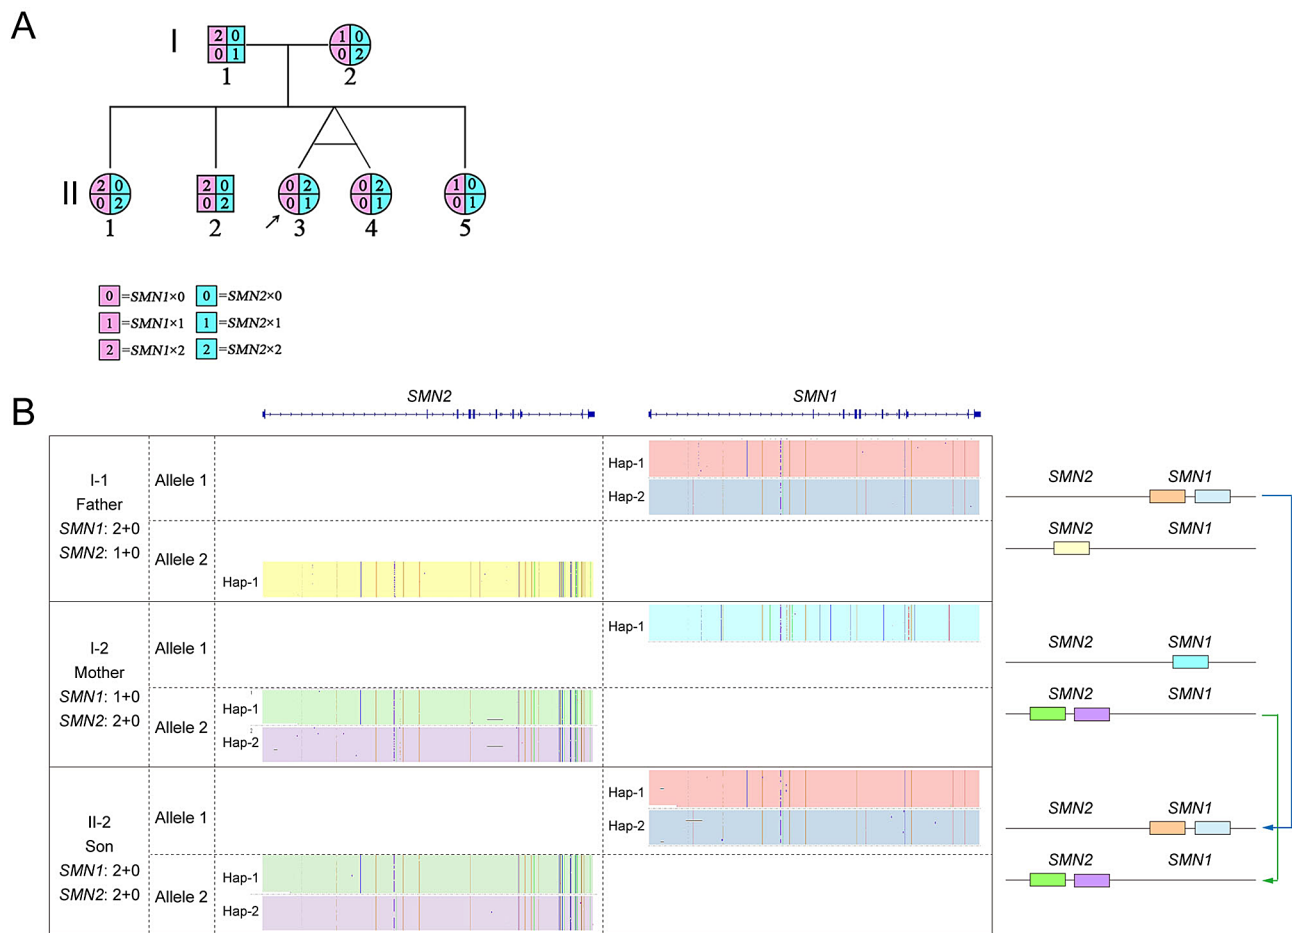 A
I
2 0
0 1
1
1 0
0 2
2
II
2 0
0 2
1
2 0
0 2
2
0 2
0 1
3
0 2
0 1
4
1 0
0 1
5
0 =SMN1×0 0 =SMN2×0
1 =SMN1×1 1 =SMN2×1
2 =SMN1×2 2 =SMN2×2
B
SMN2 SMN1
I-1
Father
SMN1: 2+0
SMN2: 1+0
Allele 1
Hap-1
Hap-2
SMN2 SMN1
Allele 2
Hap-1
SMN2 SMN1
I-2
Mother
SMN1: 1+0
SMN2: 2+0
Allele 1
Hap-1
SMN2 SMN1
Allele 2
Hap-1
Hap-2
SMN2 SMN1
II-2
Son
SMN1: 2+0
SMN2: 2+0
Allele 1
Hap-1
Hap-2
SMN2 SMN1
Allele 2
Hap-1
Hap-2
SMN2 SMN1